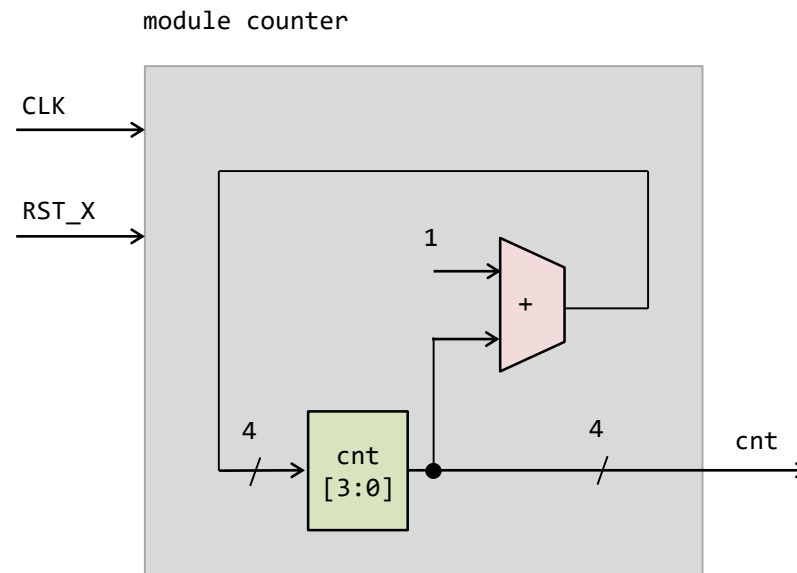 module counter
CLK
RST_X
1
+
4
cnt
[3:0]
4
cnt